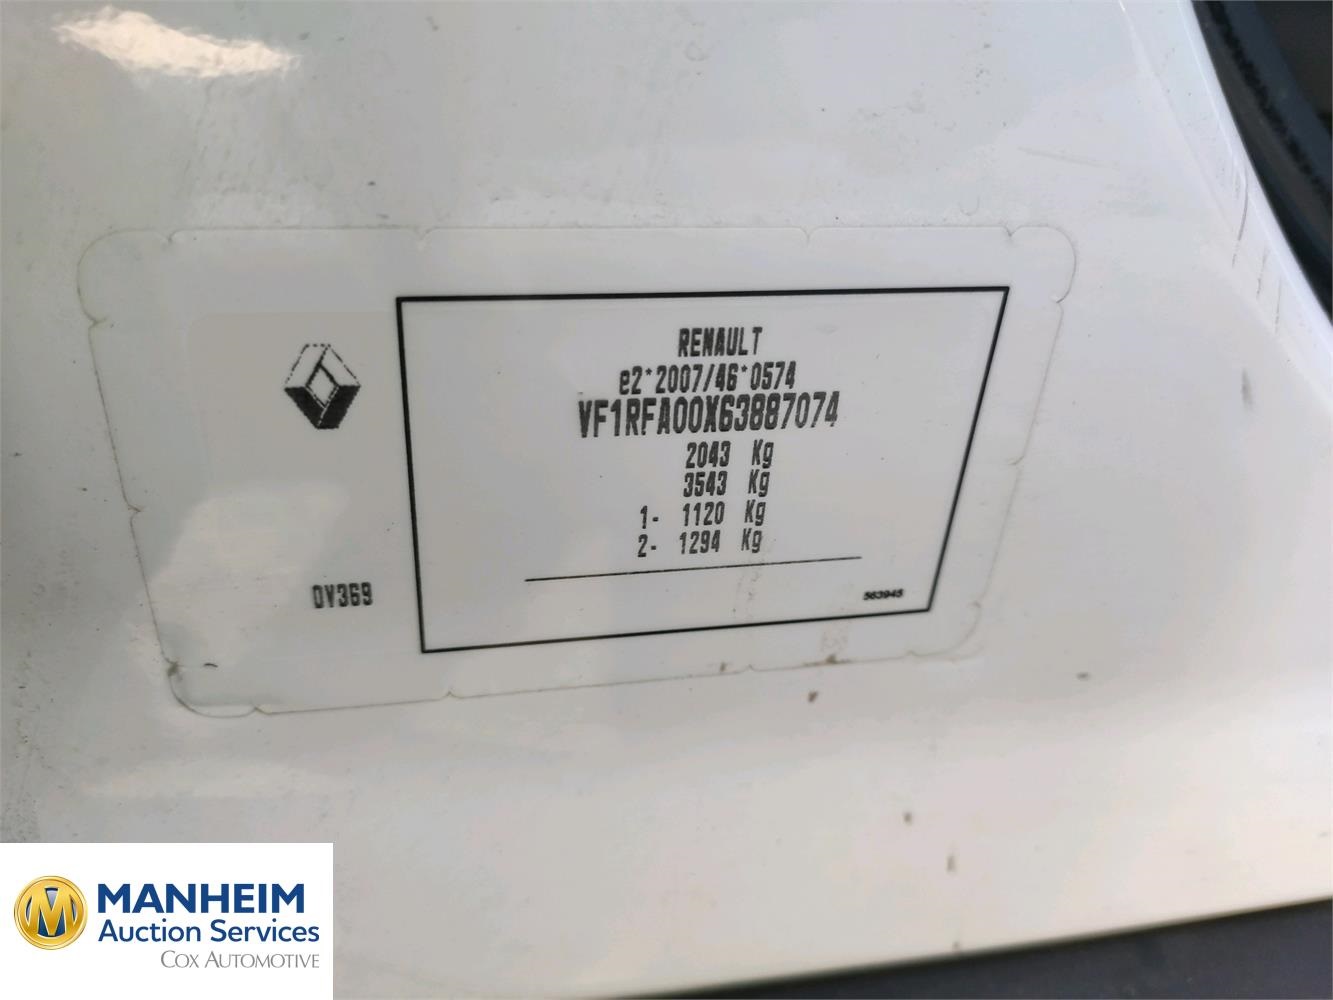 RENAULT
e2*2007/46*0574
VF1RFA00X63887074
2043 Kg
3543 Kg
1- 1120 Kg
2- 1294 Kg
563945
0V369
MANHEIM
Auction Services
COX AUTOMOTIVE